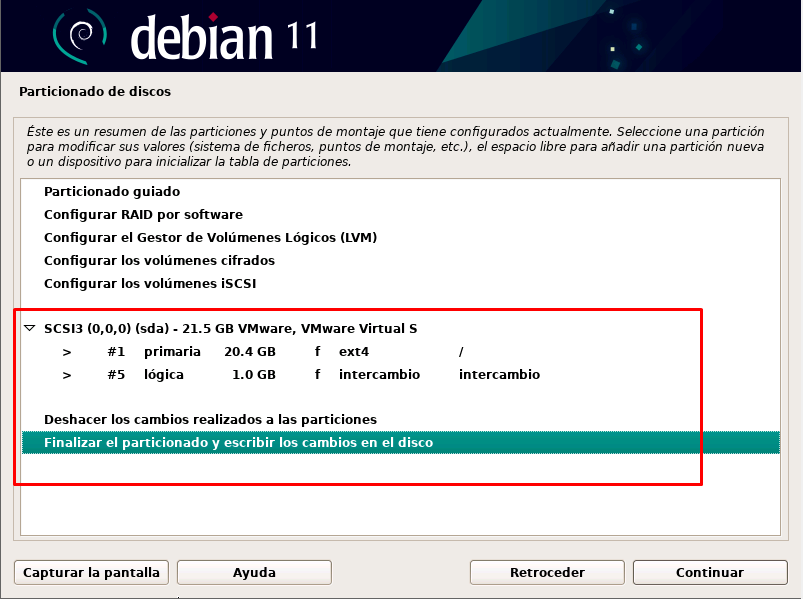 debian 11
Particionado de discos
Éste es un resumen de las particiones y puntos de montaje que tiene configurados actualmente. Seleccione una partición
para modificar sus valores (sistema de ficheros, puntos de montaje, etc.), el espacio libre para añadir una partición nueva
o un dispositivo para inicializar la tabla de particiones.
Particionado guiado
Configurar RAID por software
Configurar el Gestor de Volúmenes Lógicos (LVM)
Configurar los volúmenes cifrados
Configurar los volúmenes iSCSI
SCSI3 (0,0,0) (sda) - 21.5 GB VMware, VMware Virtual S
> #1 primaria 20.4 GB f ext4 /
> #5 lógica 1.0 GB f intercambio intercambio
Deshacer los cambios realizados a las particiones
Finalizar el particionado y escribir los cambios en el disco
Capturar la pantalla Ayuda Retroceder Continuar